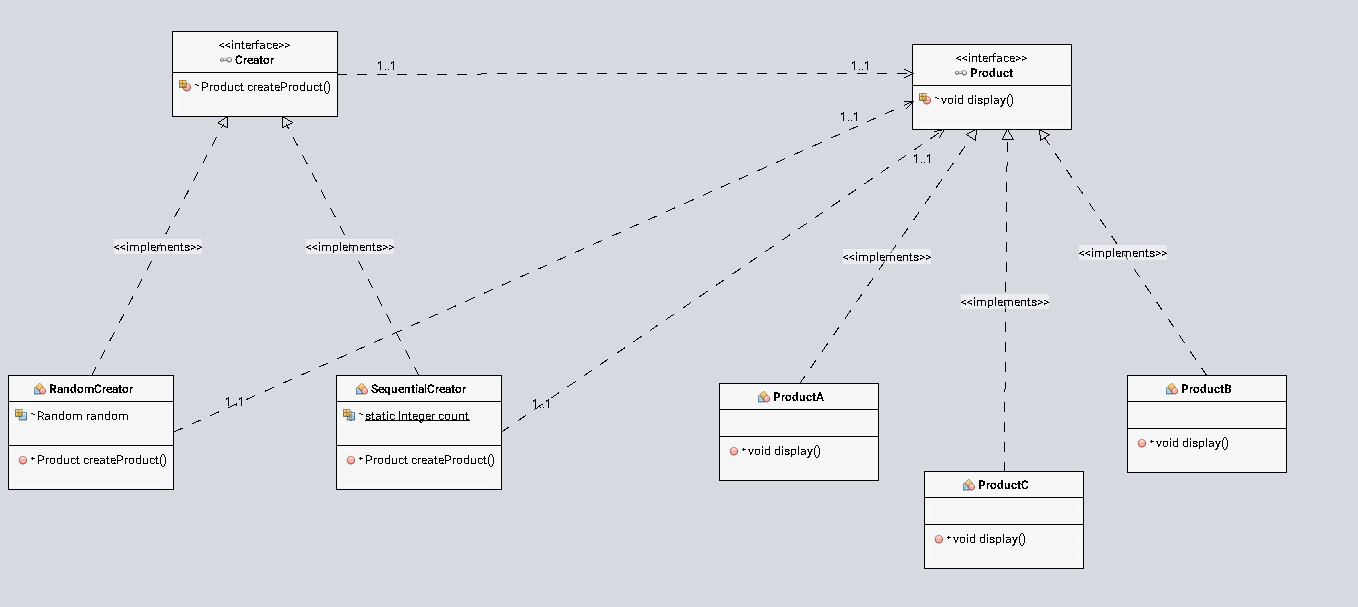 <<interface>>
Creator
~Product createProduct()
1..1
1..1
<<interface>>
Product
~void display()
1..1
1..1
<<implements>>
<<implements>>
<<implements>>
<<implements>>
<<implements>>
RandomCreator
~Random random
+Product createProduct()
1..1
SequentialCreator
~static Integer count
+Product createProduct()
1..1
ProductA
+void display()
ProductC
+void display()
ProductB
+void display()